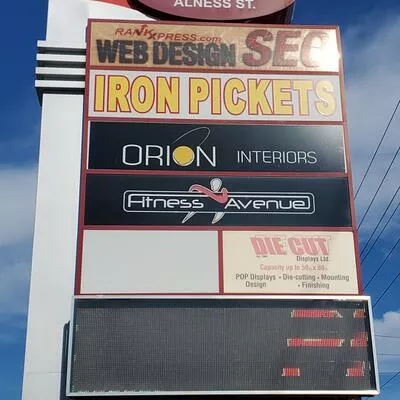 ALNESS ST.
RANKXPRESS.com
WEB DESIGN SEO
IRON PICKETS
ORION INTERIORS
Fitness Avenue
DIE CUT
Displays Ltd.
Capacity up to 50x80
POP Displays • Die-cutting • Mounting
Design • Finishing